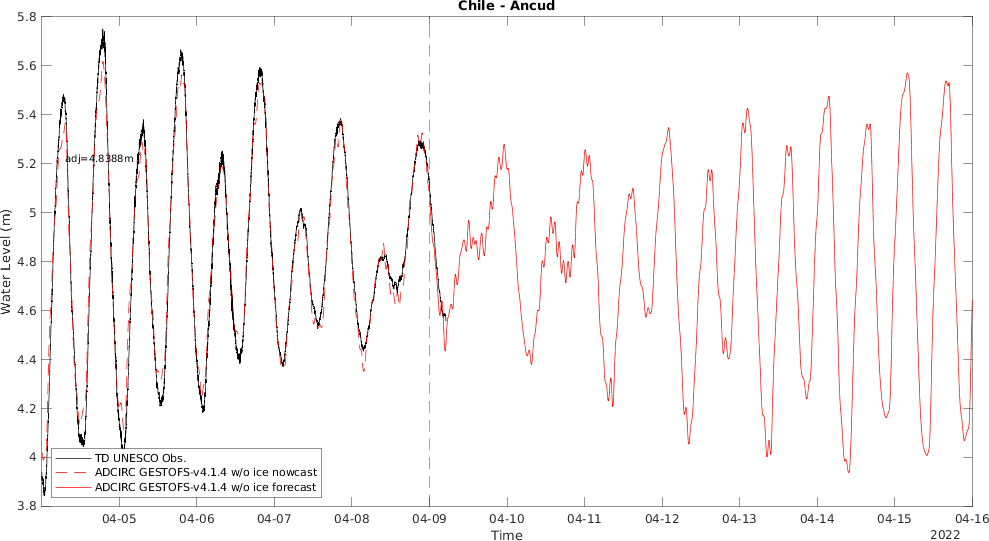 Chile - Ancud
Water Level (m)
5.8
5.6
5.4
5.2
5
4.8
4.6
4.4
4.2
4
3.8
adj=4.8388m
TD UNESCO Obs.
ADCIRC GESTOFS-v4.1.4 w/o ice nowcast
ADCIRC GESTOFS-v4.1.4 w/o ice forecast
04-05 04-06 04-07 04-08 04-09 04-10 04-11 04-12 04-13 04-14 04-15 04-16
Time
2022